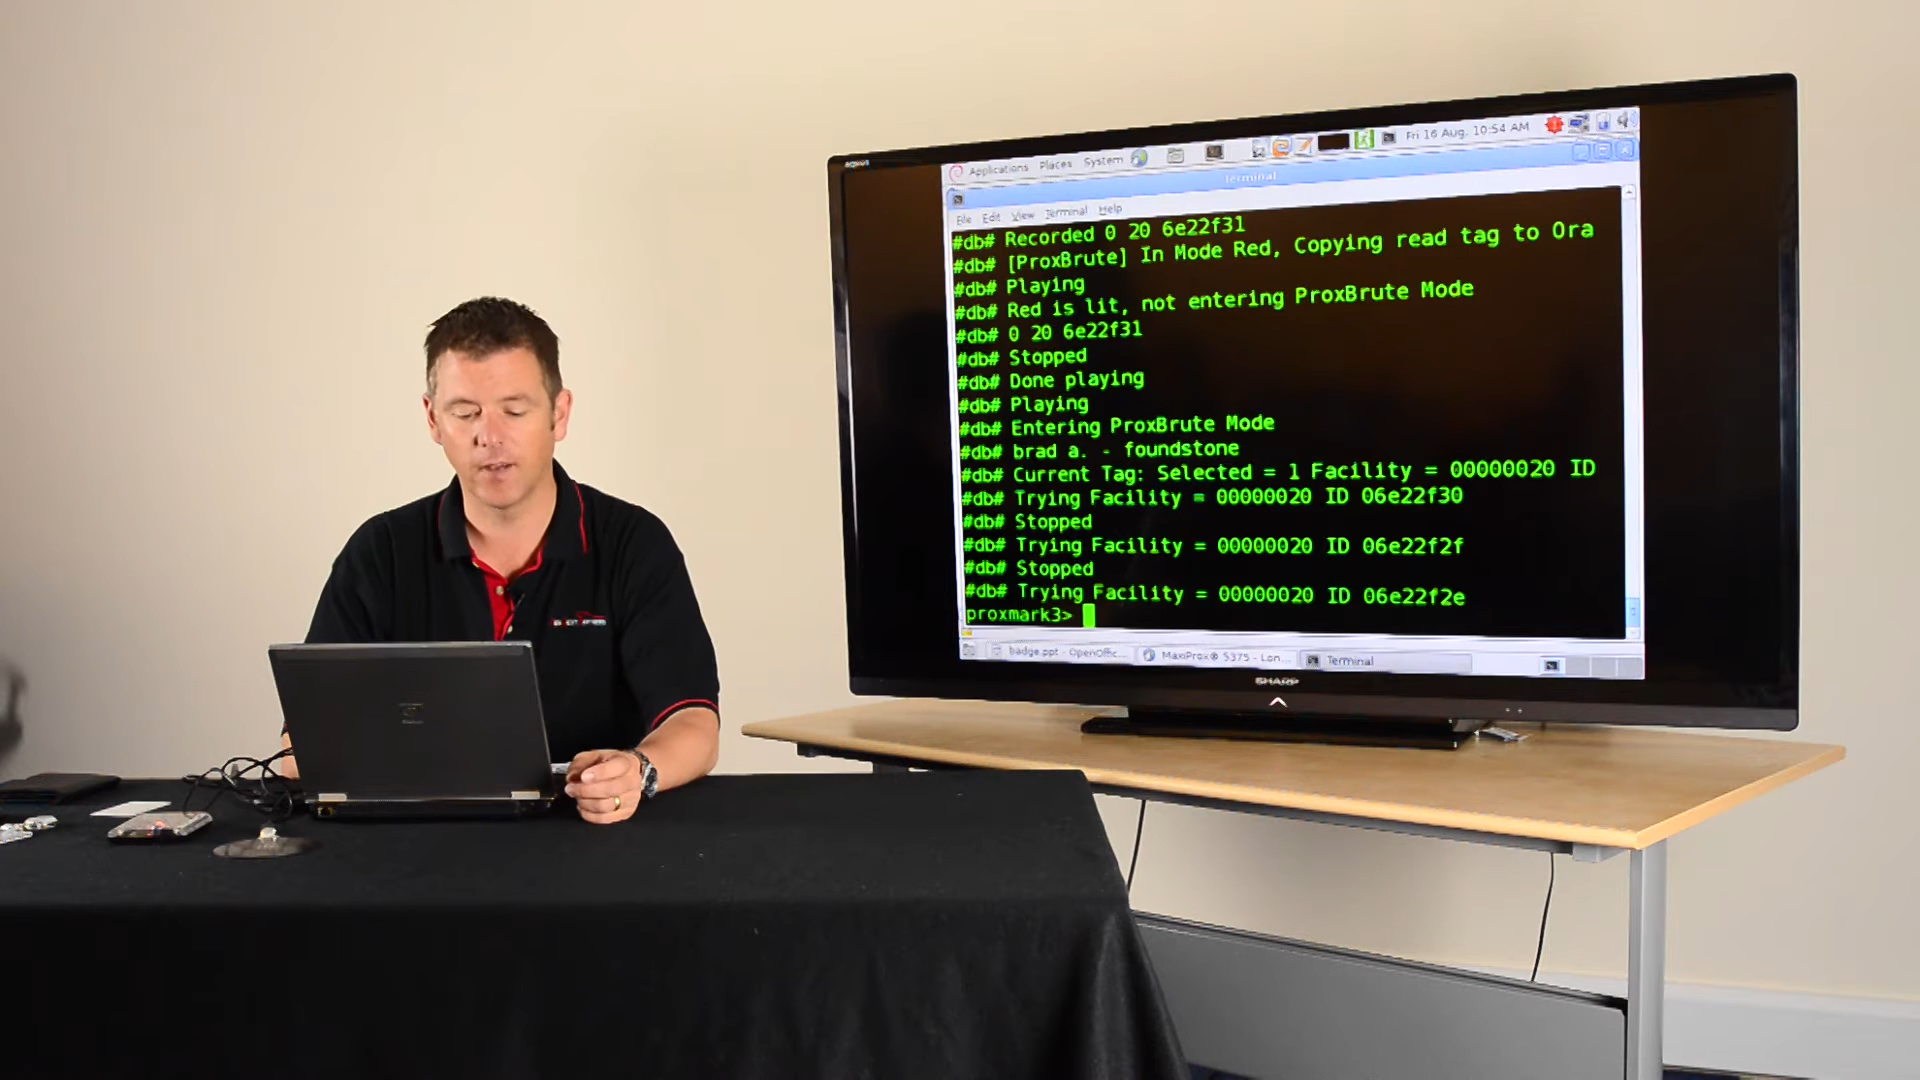 Applications Places System
Fri 16 Aug, 10:54 AM
Terminal
File Edit View Terminal Help
#db# Recorded 0 20 6e22f31
#db# [ProxBrute] In Mode Red, Copying read tag to Ora
#db# Playing
#db# Red is lit, not entering ProxBrute Mode
#db# 0 20 6e22f31
#db# Stopped
#db# Done playing
#db# Playing
#db# Entering ProxBrute Mode
#db# brad a. - foundstone
#db# Current Tag: Selected = 1 Facility = 00000020 ID
#db# Trying Facility = 00000020 ID 06e22f30
#db# Stopped
#db# Trying Facility = 00000020 ID 06e22f2f
#db# Stopped
#db# Trying Facility = 00000020 ID 06e22f2e
proxmark3>
badge.ppt - OpenOffic...
MaxiProx® 5375 - Lon...
Terminal
SHARP